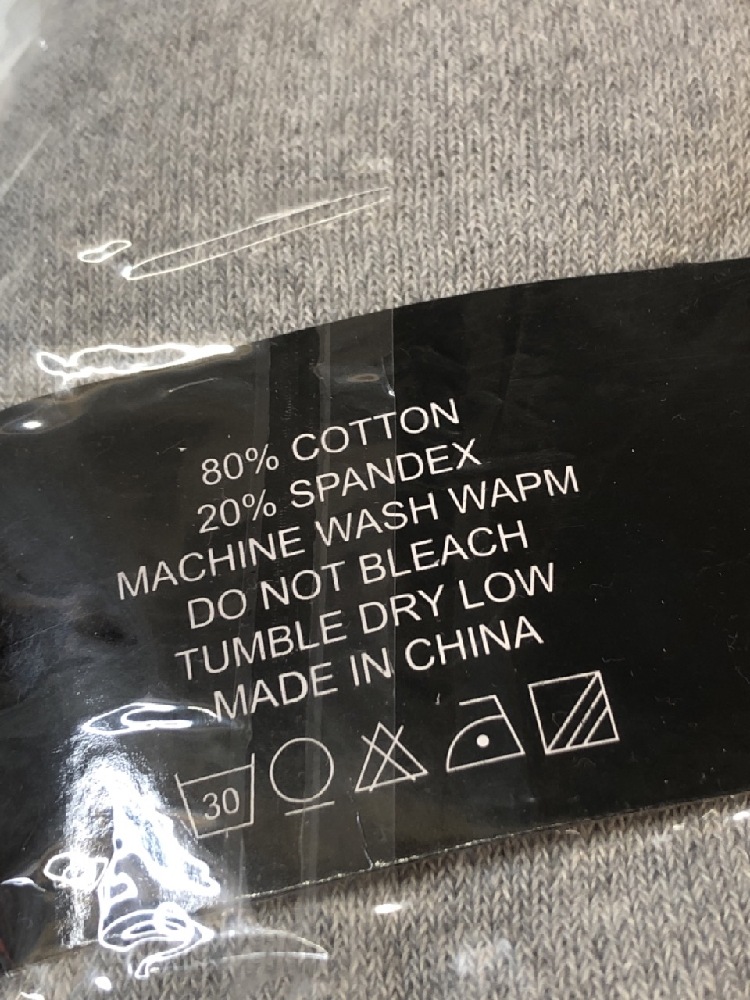 80% COTTON
20% SPANDEX
MACHINE WASH WAPM
DO NOT BLEACH
TUMBLE DRY LOW
MADE IN CHINA
30